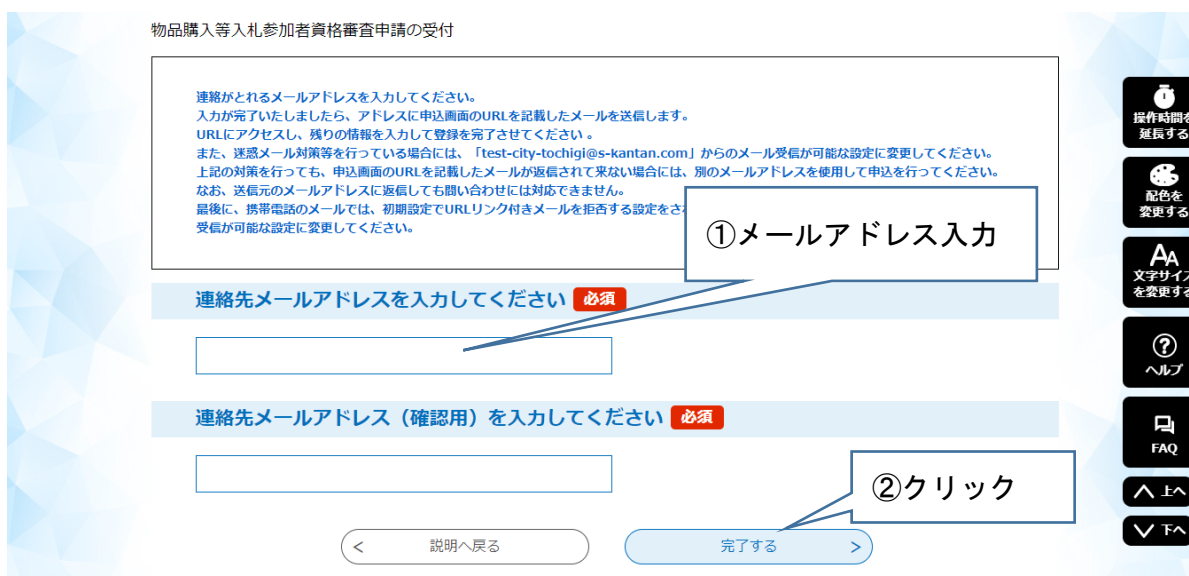 物品購入等入札参加者資格審査申請の受付
連絡がとれるメールアドレスを入力してください。
入力が完了いたしましたら、アドレスに申込画面のURLを記載したメールを送信します。
URLにアクセスし、残りの情報を入力して登録を完了させてください 。
また、迷惑メール対策等を行っている場合には、「test-city-tochigi@s-kantan.com」からのメール受信が可能な設定に変更してください。
上記の対策を行っても、申込画面のURLを記載したメールが返信されて来ない場合には、別のメールアドレスを使用して申込を行ってください。
なお、送信元のメールアドレスに返信しても問い合わせには対応できません。
最後に、携帯電話のメールでは、初期設定でURLリンク付きメールを拒否する設定をさ
受信が可能な設定に変更してください。
①メールアドレス入力
連絡先メールアドレスを入力してください 必須
連絡先メールアドレス（確認用）を入力してください 必須
②クリック
< 説明へ戻る
完了する >
操作時間を
延長する
配色を
変更する
AA
文字サイズ
を変更する
?
ヘルプ
FAQ
上へ
下へ